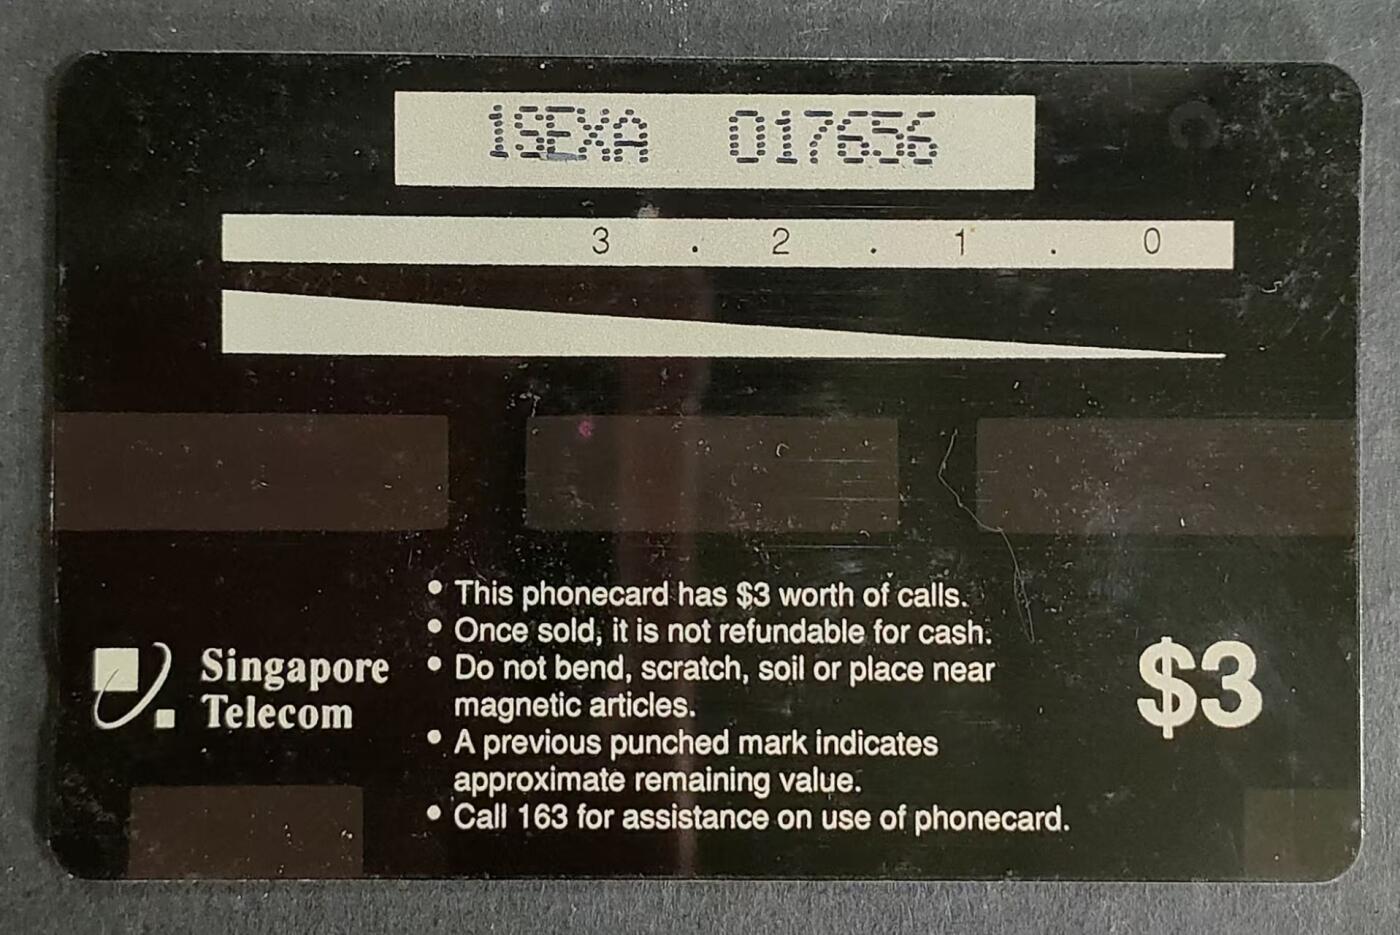 1SEXA 017656
3 . 2 . 1 . 0
• This phonecard has $3 worth of calls.
• Once sold, it is not refundable for cash.
• Do not bend, scratch, soil or place near
magnetic articles.
• A previous punched mark indicates
approximate remaining value.
• Call 163 for assistance on use of phonecard.
Singapore
Telecom
$3